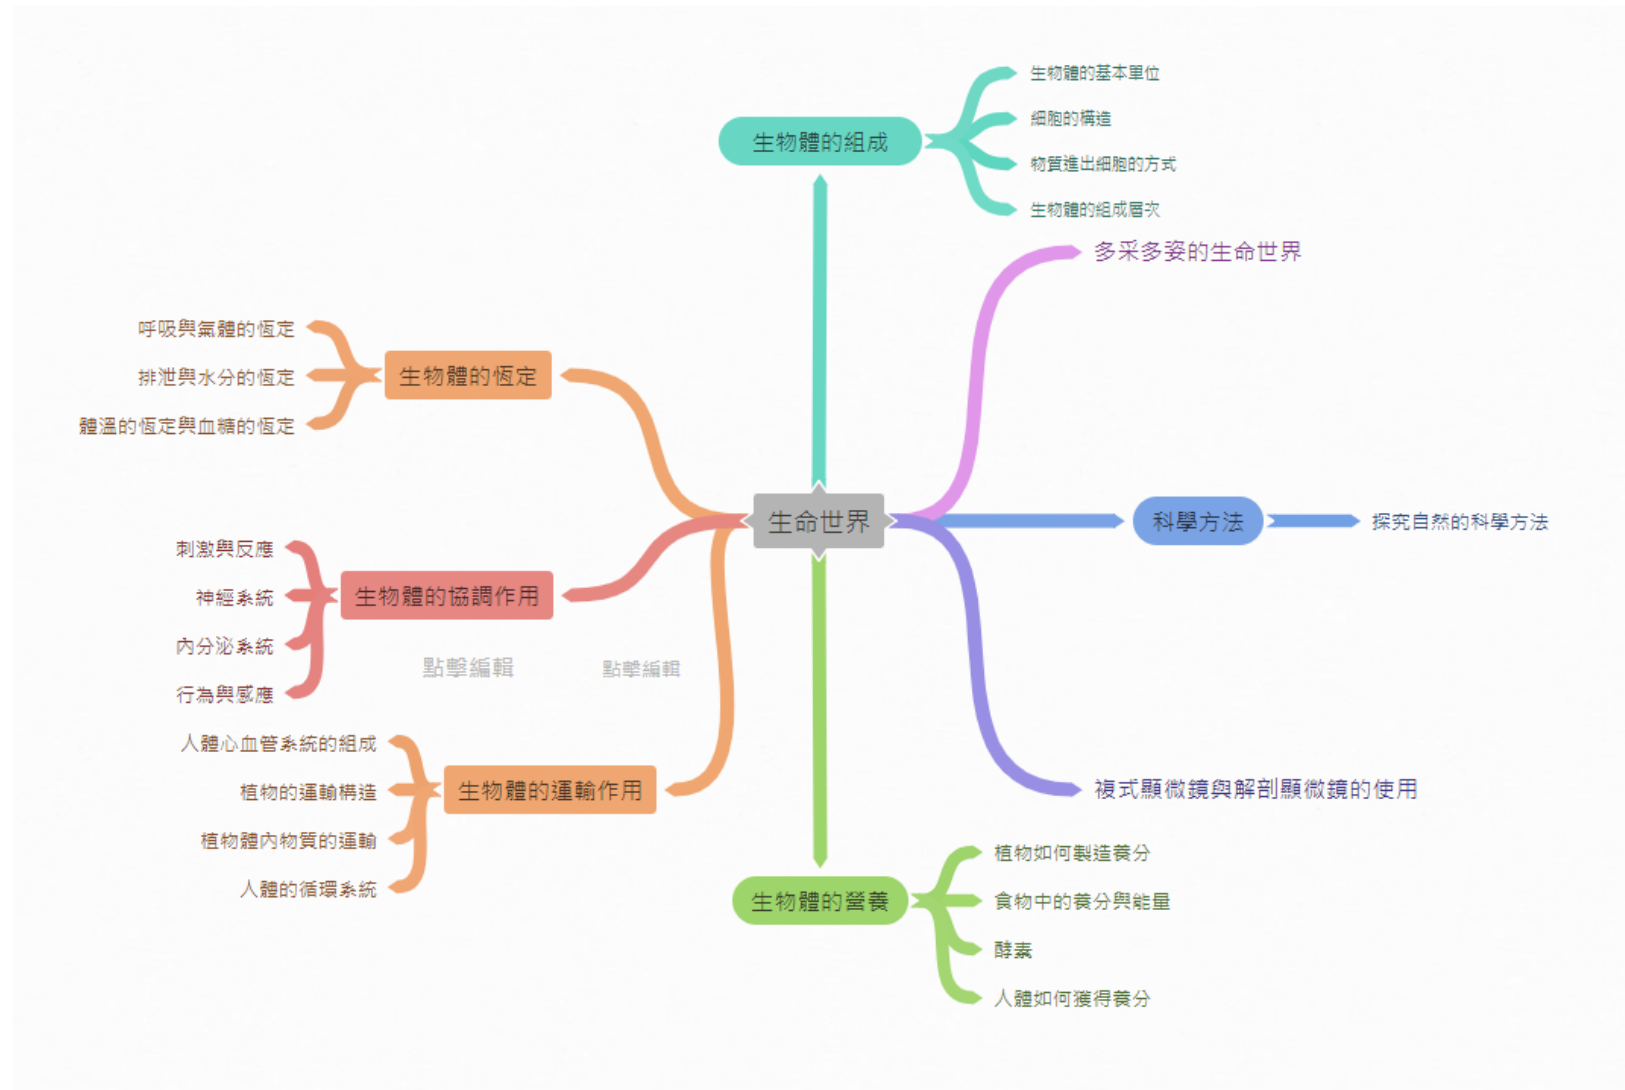 生物體的組成
生物體的基本單位
細胞的構造
物質進出細胞的方式
生物體的組成層次
多采多姿的生命世界
呼吸與氣體的恆定
排泄與水分的恆定
體溫的恆定與血糖的恆定
生物體的恆定
生命世界
科學方法
探究自然的科學方法
刺激與反應
神經系統
內分泌系統
行為與感應
生物體的協調作用
點擊編輯
點擊編輯
人體心血管系統的組成
植物的運輸構造
植物體內物質的運輸
人體的循環系統
生物體的運輸作用
複式顯微鏡與解剖顯微鏡的使用
生物體的營養
植物如何製造養分
食物中的養分與能量
酵素
人體如何獲得養分